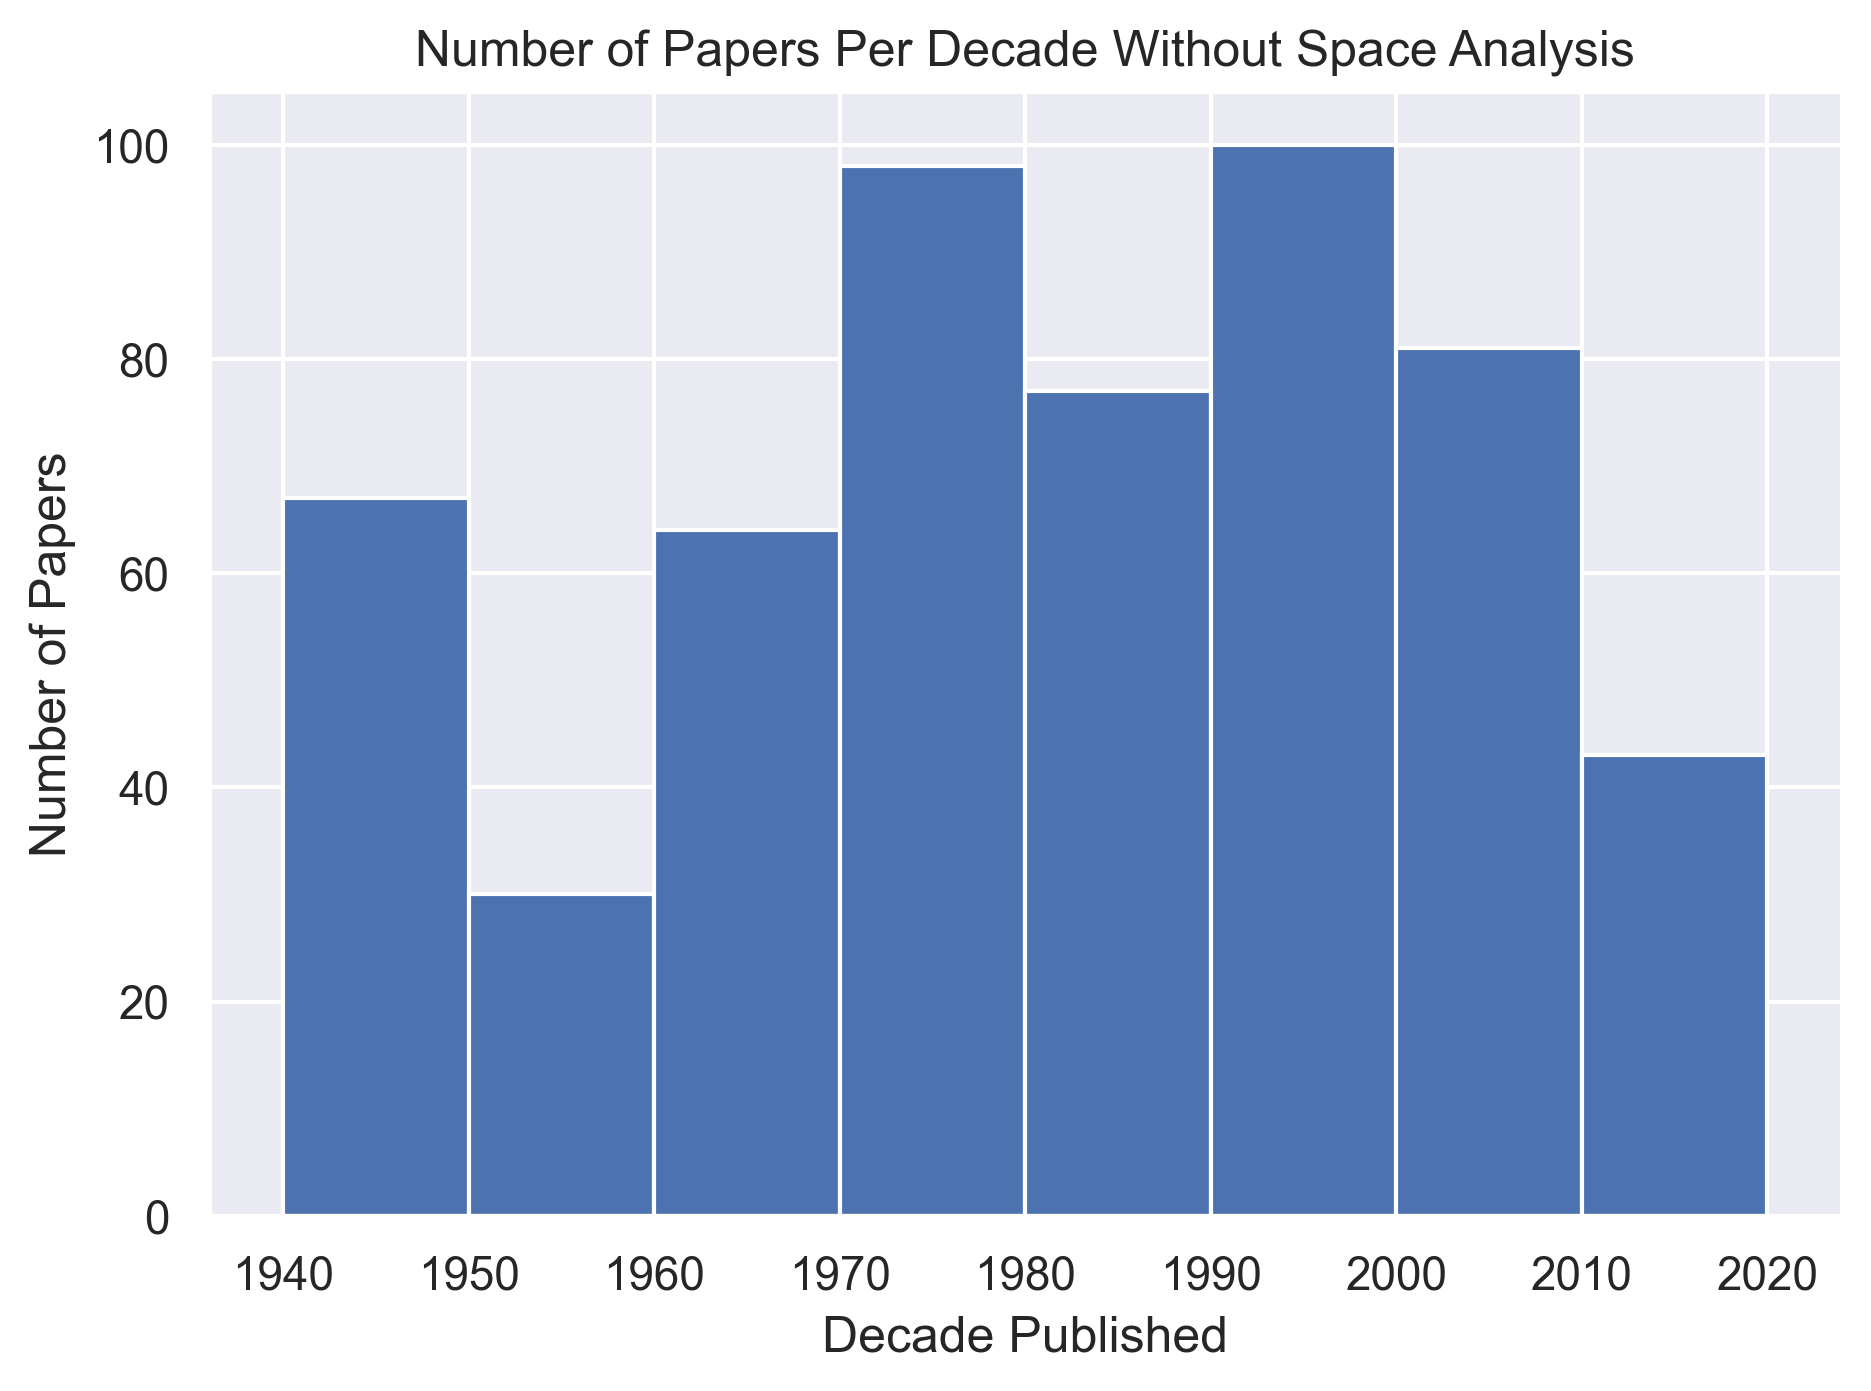 Number of Papers Per Decade Without Space Analysis
100
80
60
40
20
0
Number of Papers
1940 1950 1960 1970 1980 1990 2000 2010 2020
Decade Published